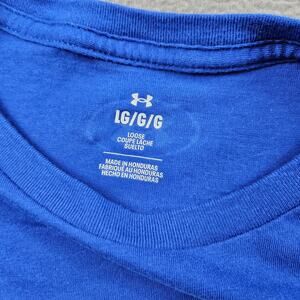 LG/G/G
LOOSE
COUPE LÂCHE
SUELTO
MADE IN HONDURAS
FABRIQUÉ AU HONDURAS
HECHO EN HONDURAS